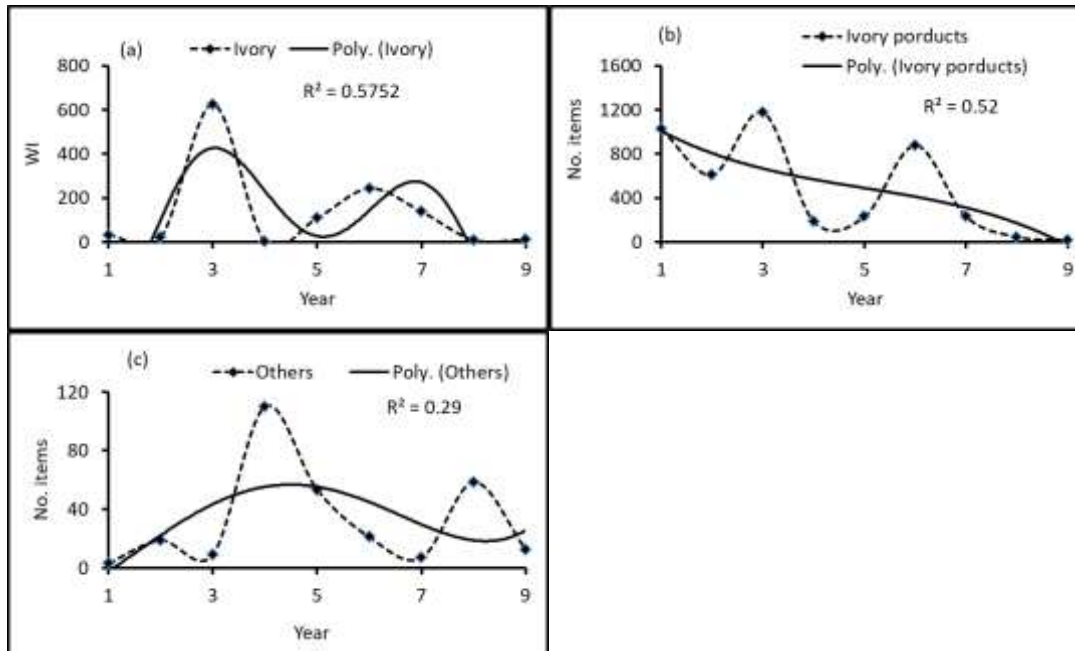 (a)
Ivory Poly. (Ivory)
R² = 0.5752
800
600
400
200
0
WI
1 3 5 7 9
Year
(b)
Ivory porducts
Poly. (Ivory porducts)
R² = 0.52
1600
1200
800
400
0
No. items
1 3 5 7 9
Year
(c)
Others Poly. (Others)
R² = 0.29
120
80
40
0
No. items
1 3 5 7 9
Year